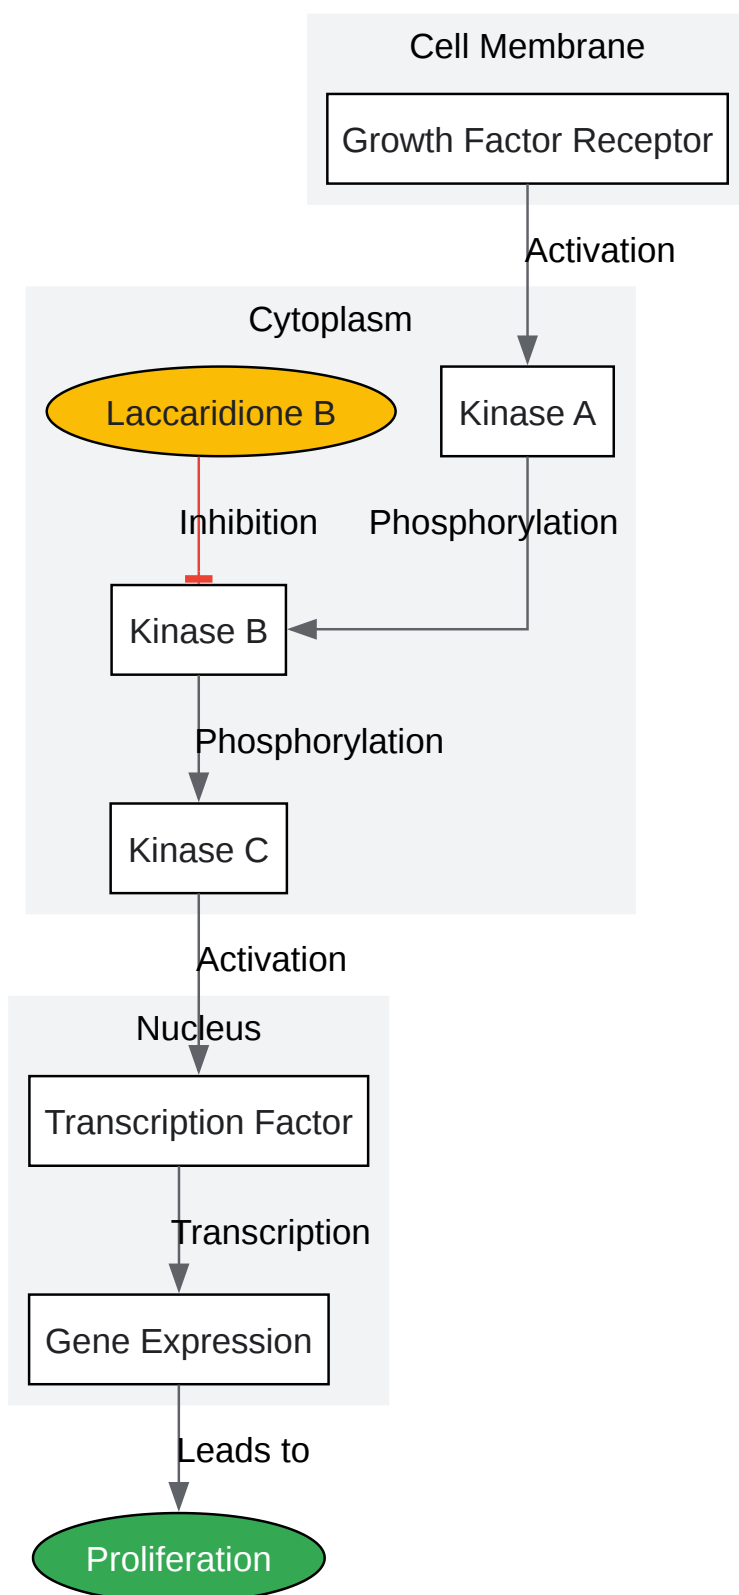 Cell Membrane
Growth Factor Receptor
Activation
Cytoplasm
Laccaridione B
Kinase A
Inhibition
Phosphorylation
Kinase B
Phosphorylation
Kinase C
Activation
Nucleus
Transcription Factor
Transcription
Gene Expression
Leads to
Proliferation